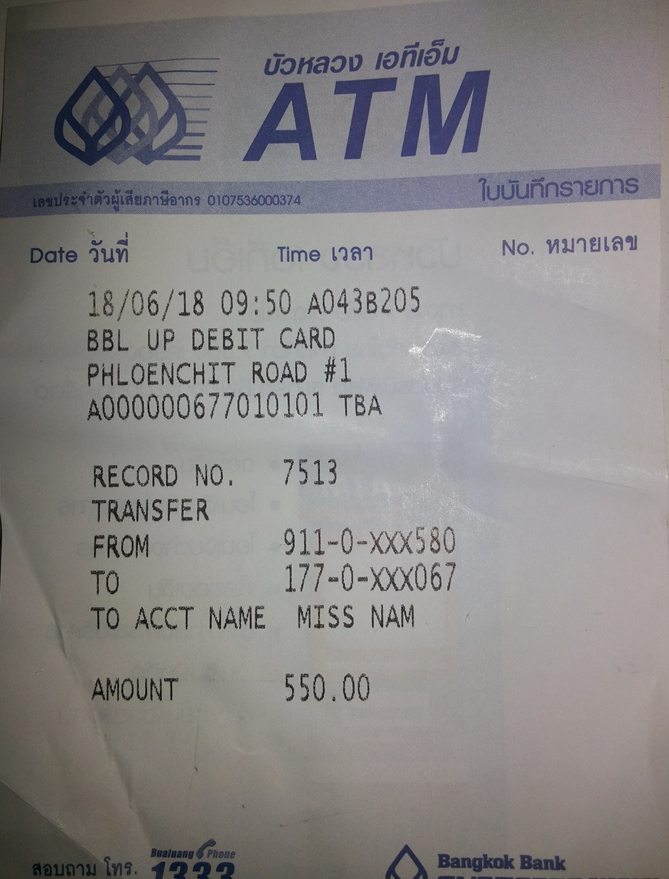 บัวหลวง เอทีเอ็ม
ATM
เลขประจำตัวผู้เสียภาษีอากร 0107536000374
ใบบันทึกรายการ
Date วันที่ Time เวลา No. หมายเลข
18/06/18 09:50 A043B205
BBL UP DEBIT CARD
PHLOENCHIT ROAD #1
A0000000677010101 TBA
RECORD NO. 7513
TRANSFER
FROM 911-0-XXX580
TO 177-0-XXX067
TO ACCT NAME MISS NAM
AMOUNT 550.00
สอบถาม โทร. Bualuang Phone 1333
Bangkok Bank